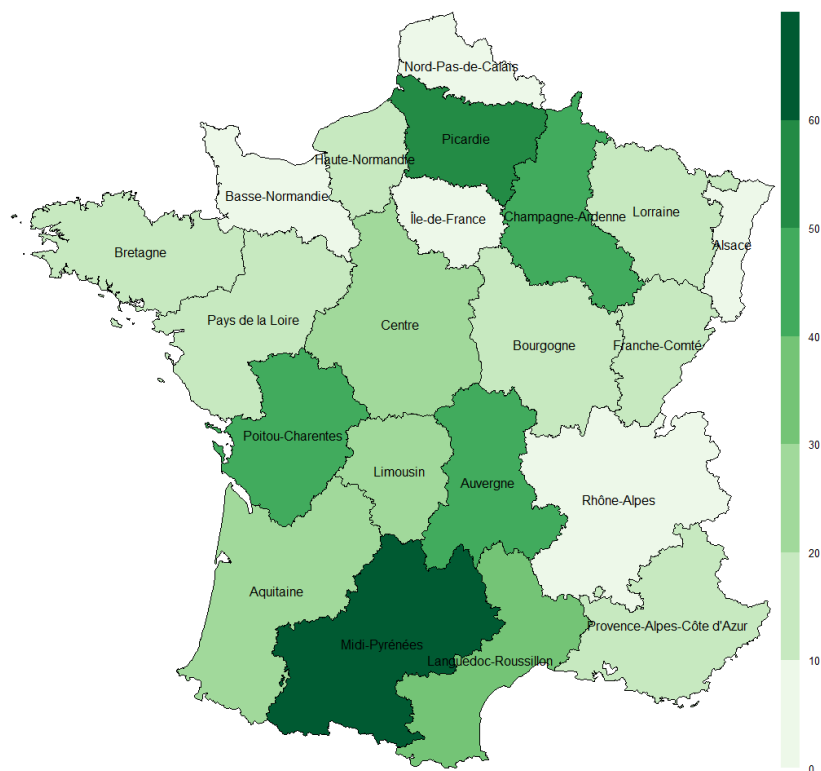 Nord-Pas-de-Calais
60
Picardie
Haute-Normandie
Basse-Normandie
Île-de-France
Champagne-Ardenne
Lorraine
Alsace
50
Bretagne
Pays de la Loire
Centre
Bourgogne
Franche-Comté
40
Poitou-Charentes
Limousin
Auvergne
30
Rhône-Alpes
20
Aquitaine
Provence-Alpes-Côte d'Azur
Midi-Pyrénées
Languedoc-Roussillon
10
0